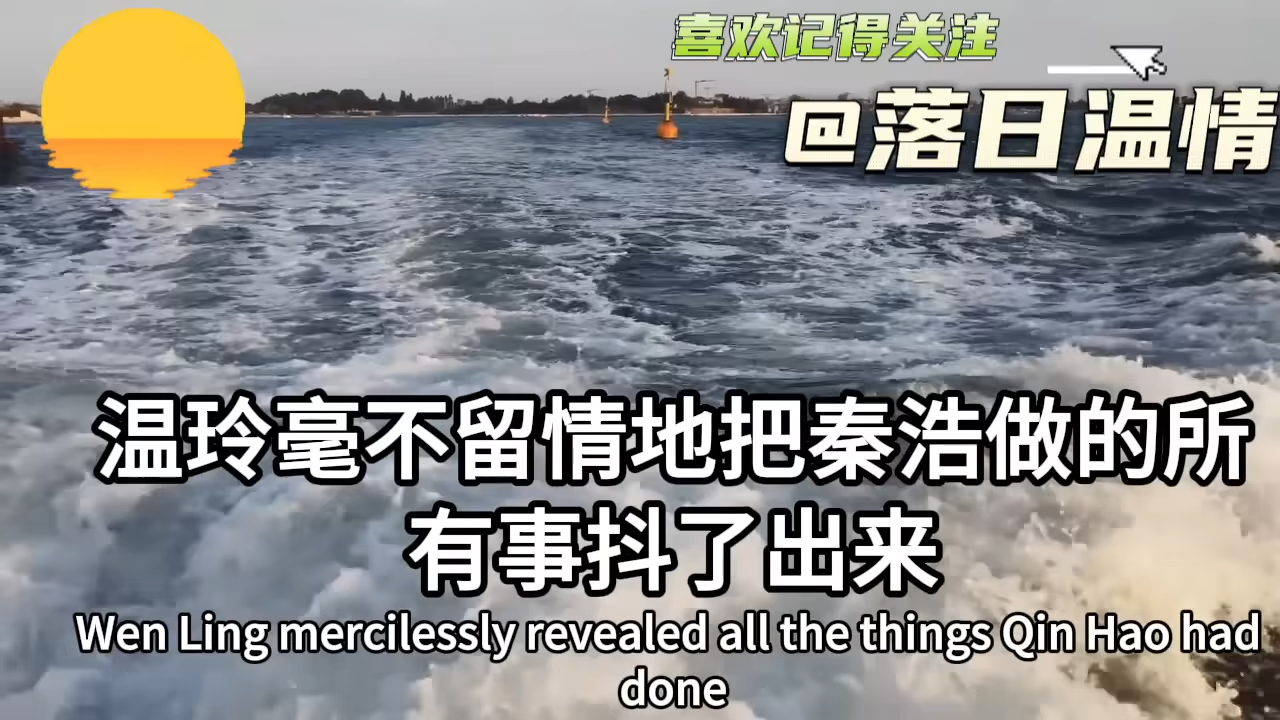 喜欢记得关注
@落日温情
温玲毫不留情地把秦浩做的所
有事抖了出来
Wen Ling mercilessly revealed all the things Qin Hao had
done